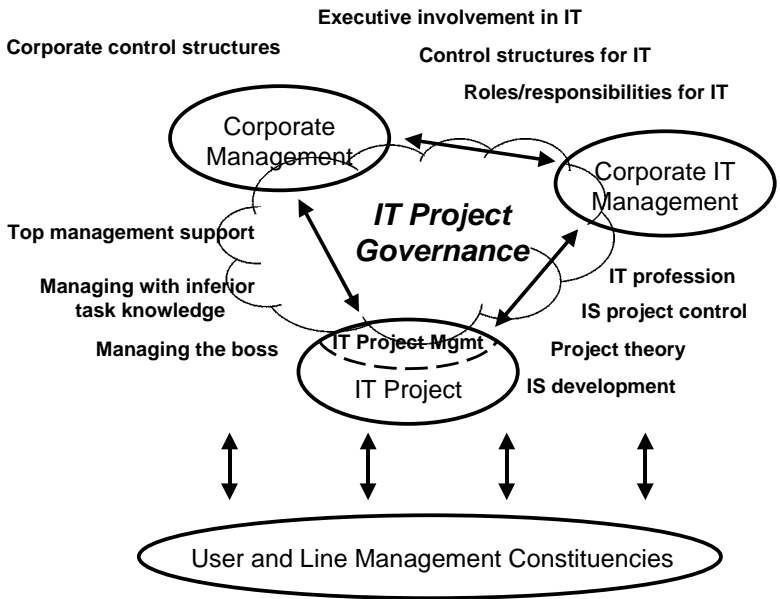 Executive involvement in IT
Corporate control structures
Control structures for IT
Roles/responsibilities for IT
Corporate
Management
Corporate IT
Management
IT Project
Governance
Top management support
Managing with inferior
task knowledge
Managing the boss
IT profession
IS project control
Project theory
IS development
IT Project Mgmt
IT Project
User and Line Management Constituencies